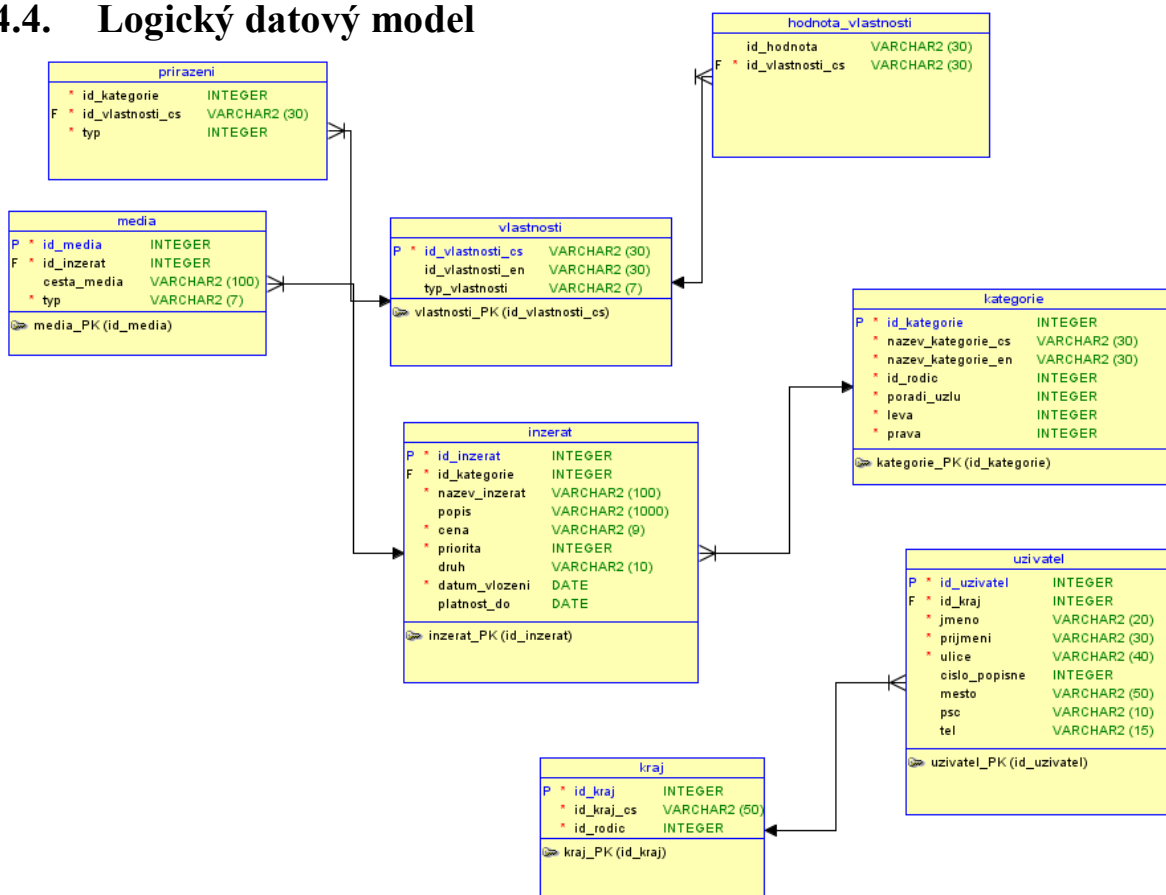 4.4. Logický datový model
hodnota_vlastnosti
id_hodnota VARCHAR2 (30)
F * id_vlastnosti_cs VARCHAR2 (30)
prirazeni
* id_kategorie INTEGER
F * id_vlastnosti_cs VARCHAR2 (30)
* typ INTEGER
media
P * id_media INTEGER
F * id_inzerat INTEGER
cesta_media VARCHAR2 (100)
* typ VARCHAR2 (7)
media_PK (id_media)
vlastnosti
P * id_vlastnosti_cs VARCHAR2 (30)
id_vlastnosti_en VARCHAR2 (30)
typ_vlastnosti VARCHAR2 (7)
vlastnosti_PK (id_vlastnosti_cs)
kategorie
P * id_kategorie INTEGER
* nazev_kategorie_cs VARCHAR2 (30)
* nazev_kategorie_en VARCHAR2 (30)
* id_rodic INTEGER
* poradi_uzlu INTEGER
* leva INTEGER
* prava INTEGER
kategorie_PK (id_kategorie)
inzerat
P * id_inzerat INTEGER
F * id_kategorie INTEGER
* nazev_inzerat VARCHAR2 (100)
popis VARCHAR2 (1000)
* cena VARCHAR2 (9)
* priorita INTEGER
druh VARCHAR2 (10)
* datum_vlozeni DATE
platnost_do DATE
inzerat_PK (id_inzerat)
uzivatel
P * id_uzivatel INTEGER
F * id_kraj INTEGER
* jmeno VARCHAR2 (20)
* prijmeni VARCHAR2 (30)
* ulice VARCHAR2 (40)
cislo_popisne INTEGER
mesto VARCHAR2 (50)
psc VARCHAR2 (10)
tel VARCHAR2 (15)
uzivatel_PK (id_uzivatel)
kraj
P * id_kraj INTEGER
* id_kraj_cs VARCHAR2 (50)
* id_rodic INTEGER
kraj_PK (id_kraj)